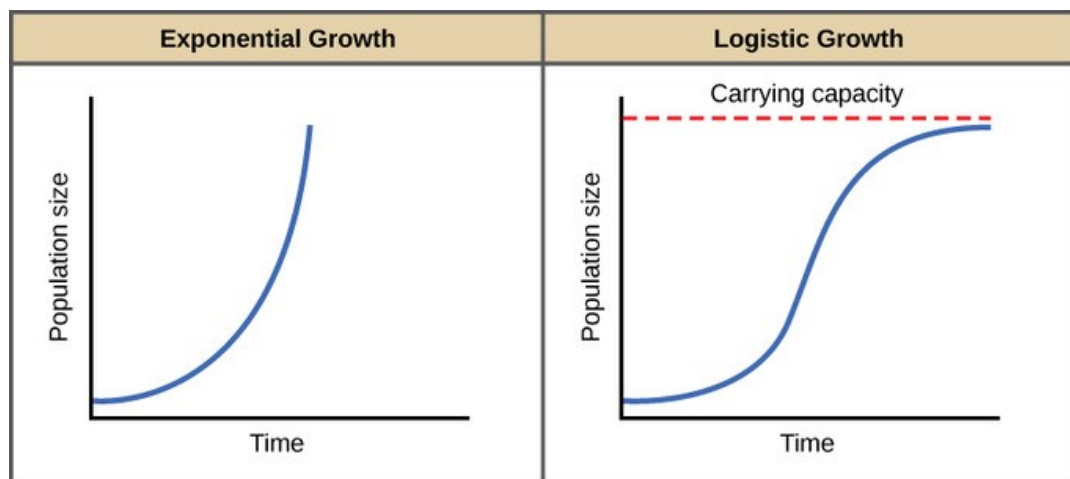 Exponential Growth
Logistic Growth
Population size
Time
Carrying capacity
Population size
Time